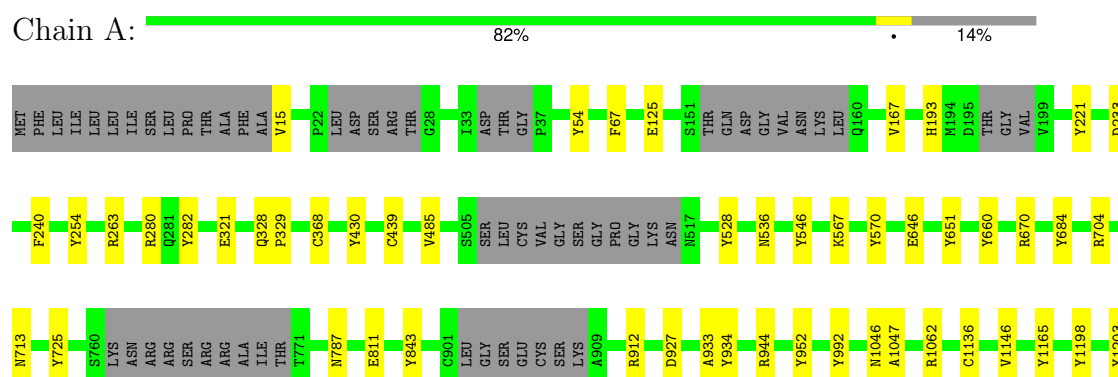 Chain A:
82% • 14%
MET PHE LEU ILE LEU LEU ILE SER LEU PRO THR ALA PHE ALA V15 P22 LEU ASP SER ARG THR G28 I33 ASP THR GLY P37 Y54 F67 E125 S151 THR GLN ASP GLY VAL ASN LYS LEU Q160 V167 H193 M194 D195 THR GLY VAL V199 Y221
F240 Y254 R263 R280 Q281 Y282 E321 Q328 P329 C368 Y430 C439 V485 S505 SER LEU CYS VAL GLY SER GLY PRO GLY LYS ASN N517 Y528 N536 Y546 K567 Y570 E646 Y651 Y660 R670 Y684 R704
N713 Y725 S760 LYS ASN ARG ARG SER ARG ARG ALA ILE THR T771 N787 E811 Y843 C901 LEU GLY SER GLU CYS SER LYS A909 R912 D927 A933 Y934 R944 Y952 Y992 N1046 A1047 R1062 C1136 V1146 Y1165 Y1198